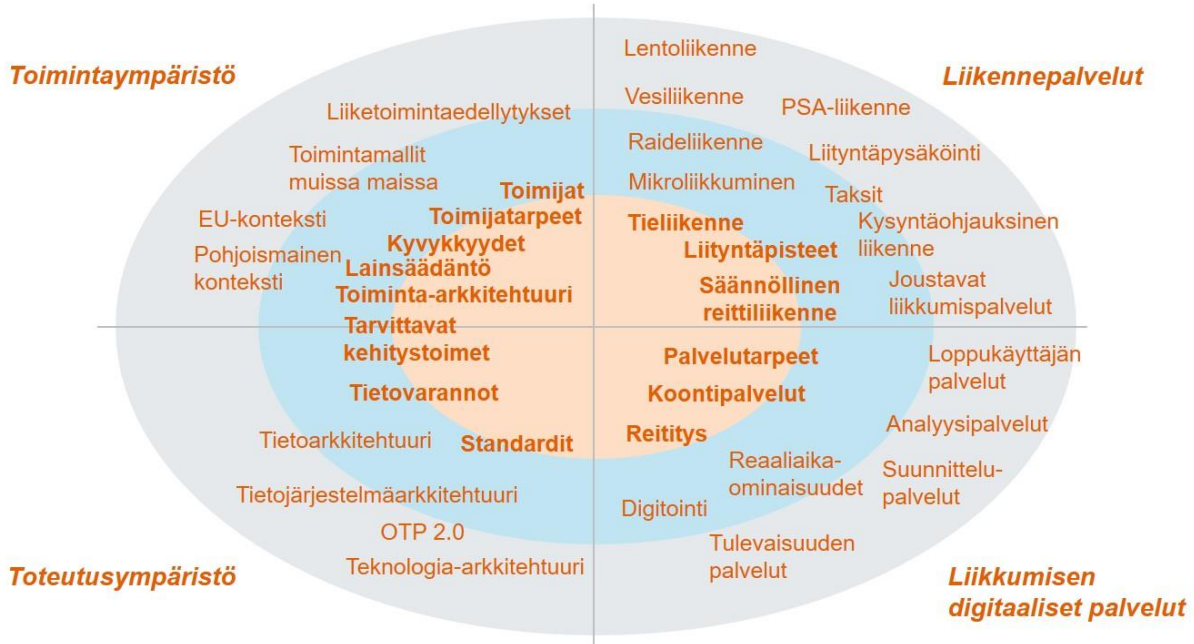 Toimintaympäristö
Liiketoimintaedellytykset
Toimintamallit
muissa maissa
Toimijat
Toimijatarpeet
EU-konteksti
Kyvykkyydet
Pohjoismainen
konteksti
Lainsäädäntö
Toiminta-arkkitehtuuri
Liikennepalvelut
Lentoliikenne
Vesiliikenne
PSA-liikenne
Raideliikenne
Liityntäpysäköinti
Mikroliikkuminen
Taksit
Tieliikenne
Kysyntäohjauksinen
liikenne
Liityntäpisteet
Säännöllinen
reittiliikenne
Joustavat
liikkumispalvelut
Tarvittavat
kehitystoimet
Tietovarannot
Tietoarkkitehtuuri
Standardit
Tietojärjestelmäarkkitehtuuri
OTP 2.0
Teknologia-arkkitehtuuri
Toteutusympäristö
Palvelutarpeet
Loppukäyttäjän
palvelut
Koontipalvelut
Analyysipalvelut
Reititys
Reaaliaika-
ominaisuudet
Suunnittelu-
palvelut
Digitointi
Tulevaisuuden
palvelut
Liikkumisen
digitaaliset palvelut